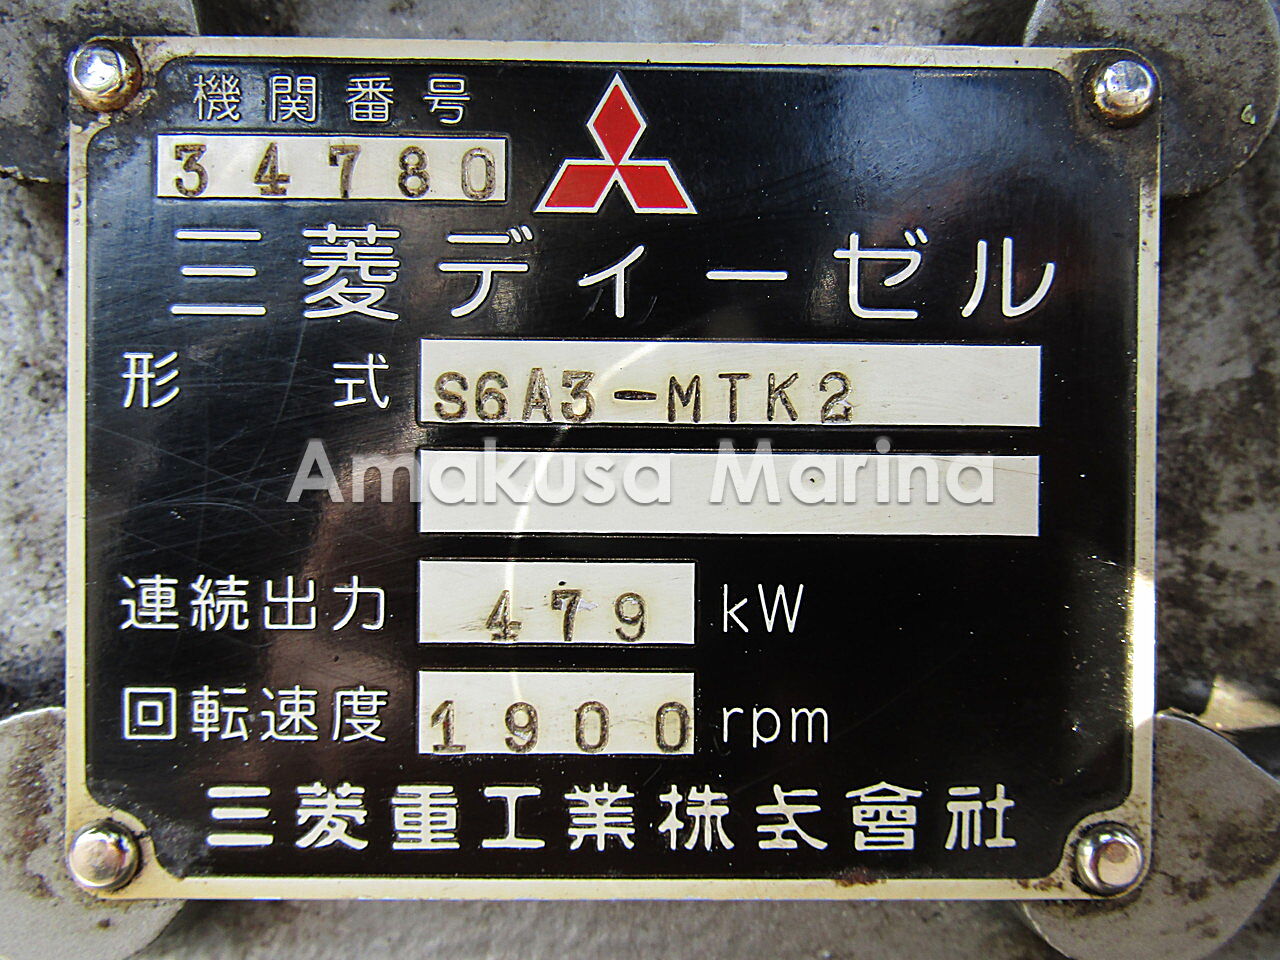 機関番号
34780
三菱ディーゼル
形式 S6A3-MTK2
Amakusa Marina
連続出力 479 kW
回転速度 1900 rpm
三菱重工業株式會社